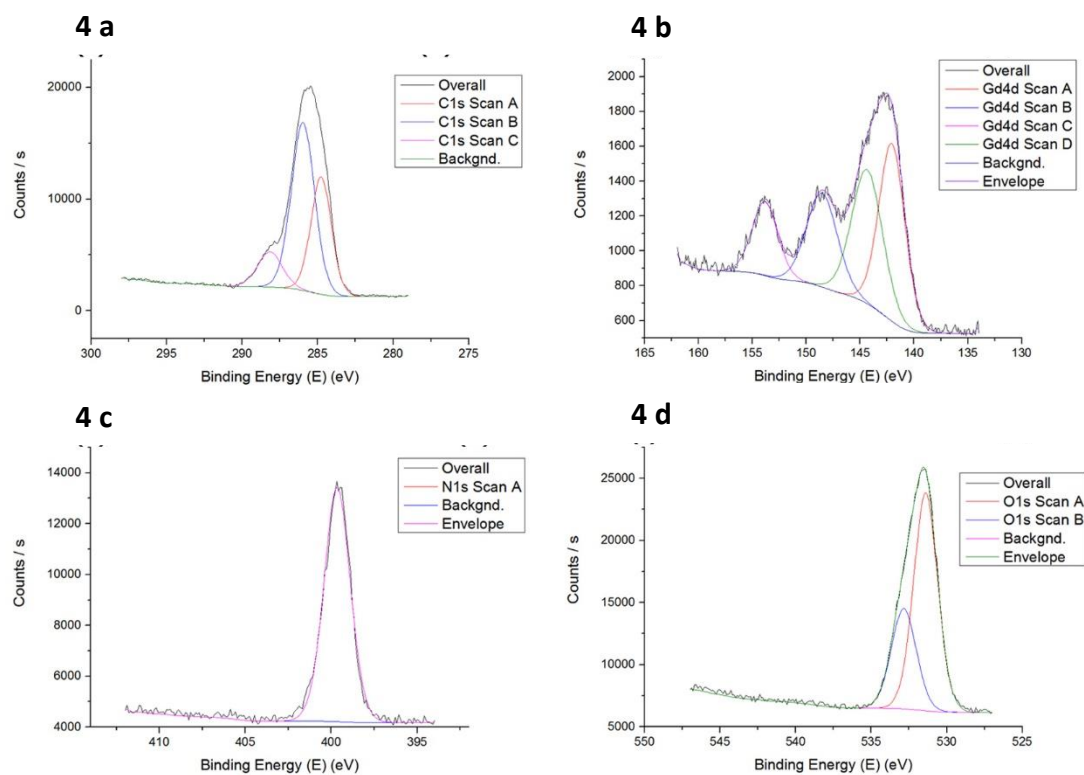 4 a
20000
10000
0
Counts / s
Overall
C1s Scan A
C1s Scan B
C1s Scan C
Backgnd.
300 295 290 285 280 275
Binding Energy (E) (eV)
4 b
2000
1800
1600
1400
1200
1000
800
600
Counts / s
Overall
Gd4d Scan A
Gd4d Scan B
Gd4d Scan C
Gd4d Scan D
Backgnd.
Envelope
165 160 155 150 145 140 135 130
Binding Energy (E) (eV)
4 c
14000
12000
10000
8000
6000
4000
Counts / s
Overall
N1s Scan A
Backgnd.
Envelope
410 405 400 395
Binding Energy (E) (eV)
4 d
25000
20000
15000
10000
5000
Counts / s
Overall
O1s Scan A
O1s Scan B
Backgnd.
Envelope
550 545 540 535 530 525
Binding Energy (E) (eV)